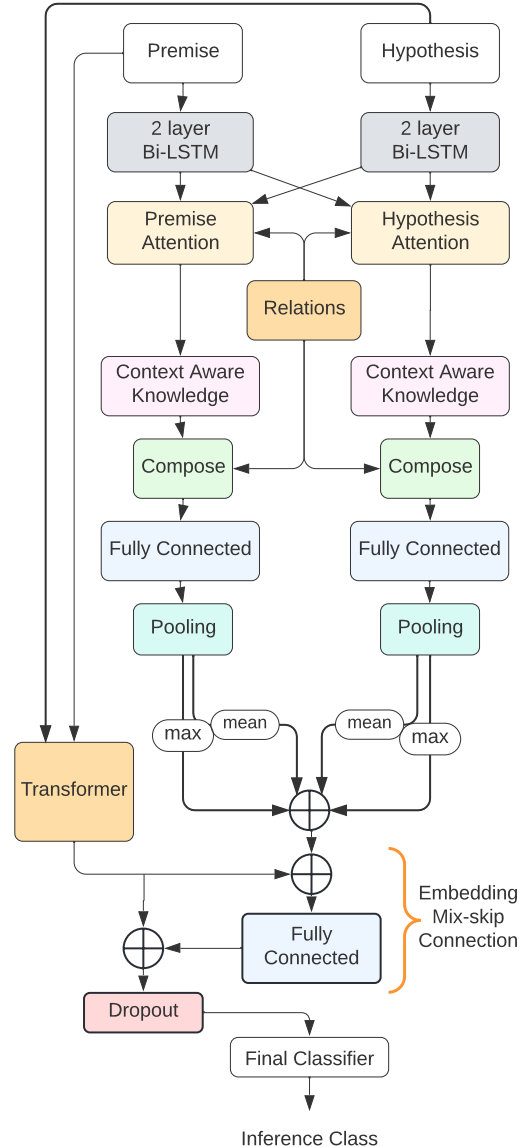 Premise
Hypothesis
2 layer
Bi-LSTM
2 layer
Bi-LSTM
Premise
Attention
Hypothesis
Attention
Relations
Context Aware
Knowledge
Context Aware
Knowledge
Compose
Compose
Fully Connected
Fully Connected
Pooling
Pooling
max
mean
mean
max
Transformer
Embedding
Mix-skip
Connection
Fully
Connected
Dropout
Final Classifier
Inference Class